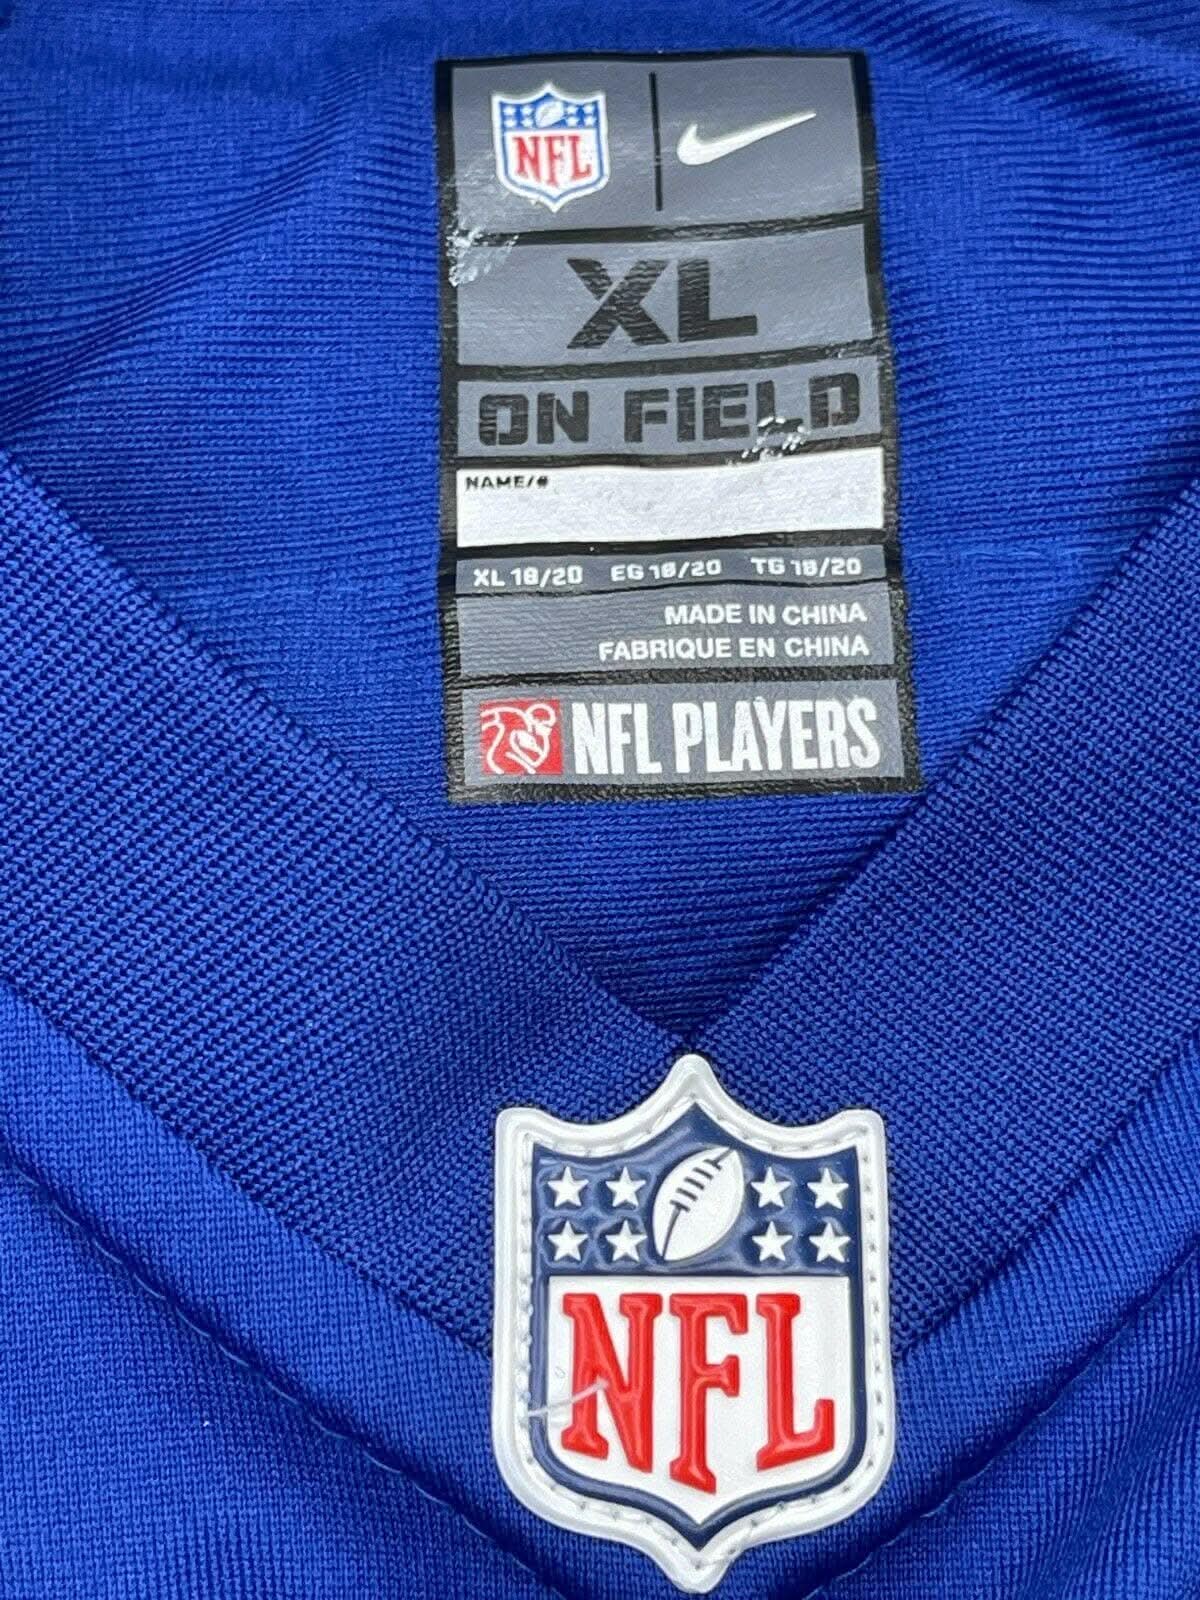 NFL
XL
ON FIELD
NAME/#
XL 18/20 EG 18/20 TG 18/20
MADE IN CHINA
FABRIQUE EN CHINA
NFL PLAYERS
NFL